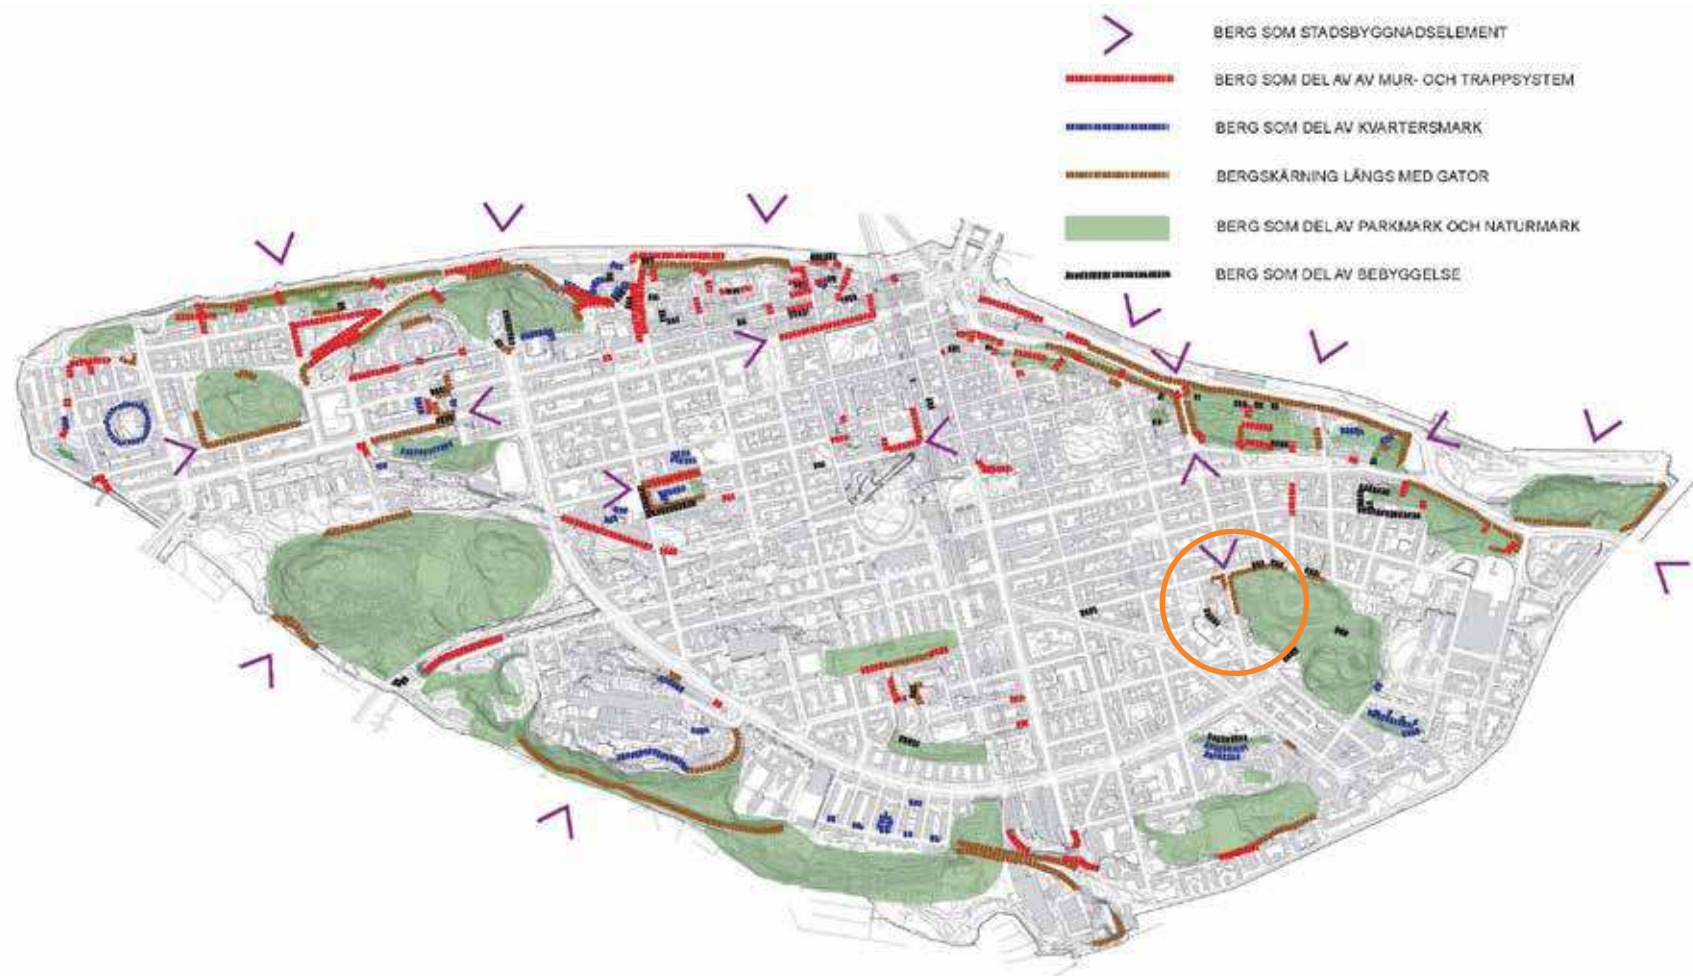 BERG SOM STADSBYGGNADSELEMENT
BERG SOM DEL AV AV MUR- OCH TRAPPSYSTEM
BERG SOM DEL AV KVARTERSMARK
BERGSKÄRNING LÄNGS MED GATOR
BERG SOM DEL AV PARKMARK OCH NATURMARK
BERG SOM DEL AV BEBYGGELSE